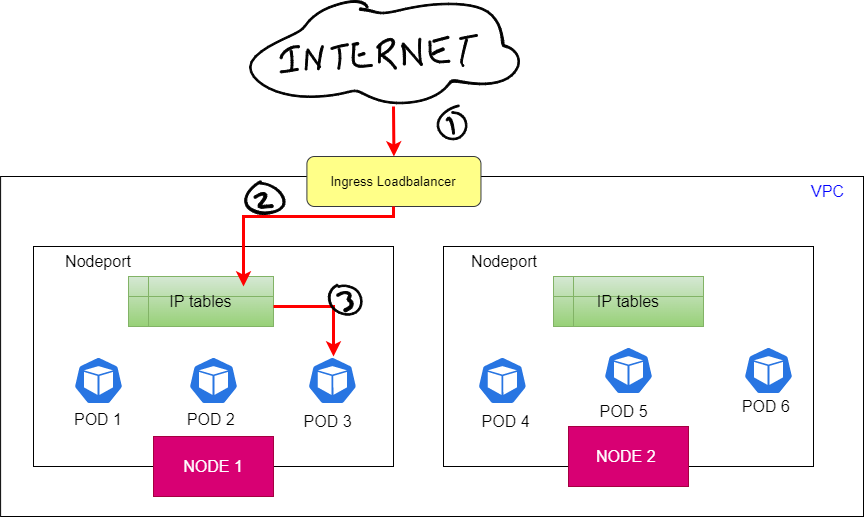 INTERNET
1
Ingress Loadbalancer
VPC
2
Nodeport
Nodeport
IP tables
IP tables
3
POD 1
POD 2
POD 3
POD 4
POD 5
POD 6
NODE 1
NODE 2